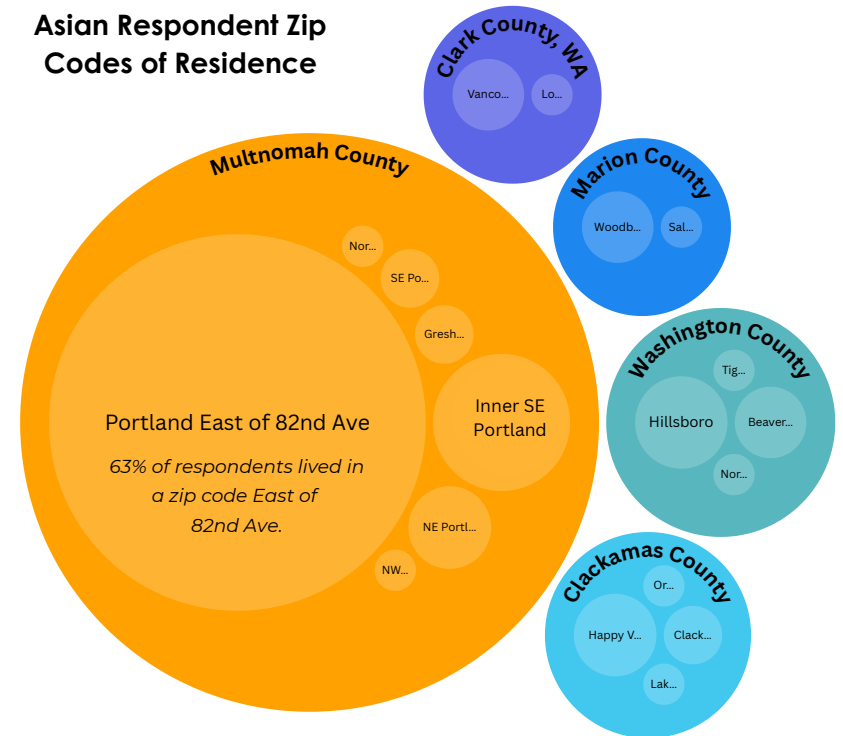 Asian Respondent Zip
Codes of Residence
Clark County, WA
Vanco...
Lo...
Multnomah County
Marion County
Woodb...
Sal...
Nor...
SE Po...
Gresh...
Washington County
Tig...
Hillsboro
Beaver...
Nor...
Inner SE
Portland
Portland East of 82nd Ave
63% of respondents lived in
a zip code East of
82nd Ave.
NE Portl...
NW...
Clackamas County
Or...
Happy V...
Clack...
Lak...